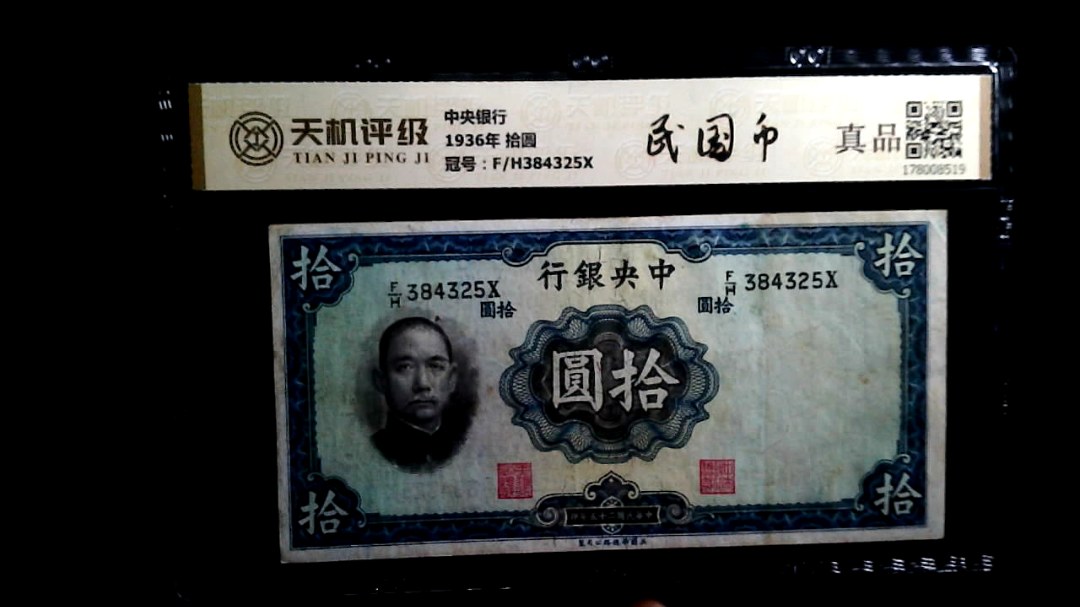 天机评级
TIAN JI PING JI
中央银行
1936年 拾圆
冠号：F/H384325X
民国币
真品
178008519
拾
拾
行銀央中
F/H 384325X
F/H 384325X
圓拾
圓拾
圓拾
拾
拾